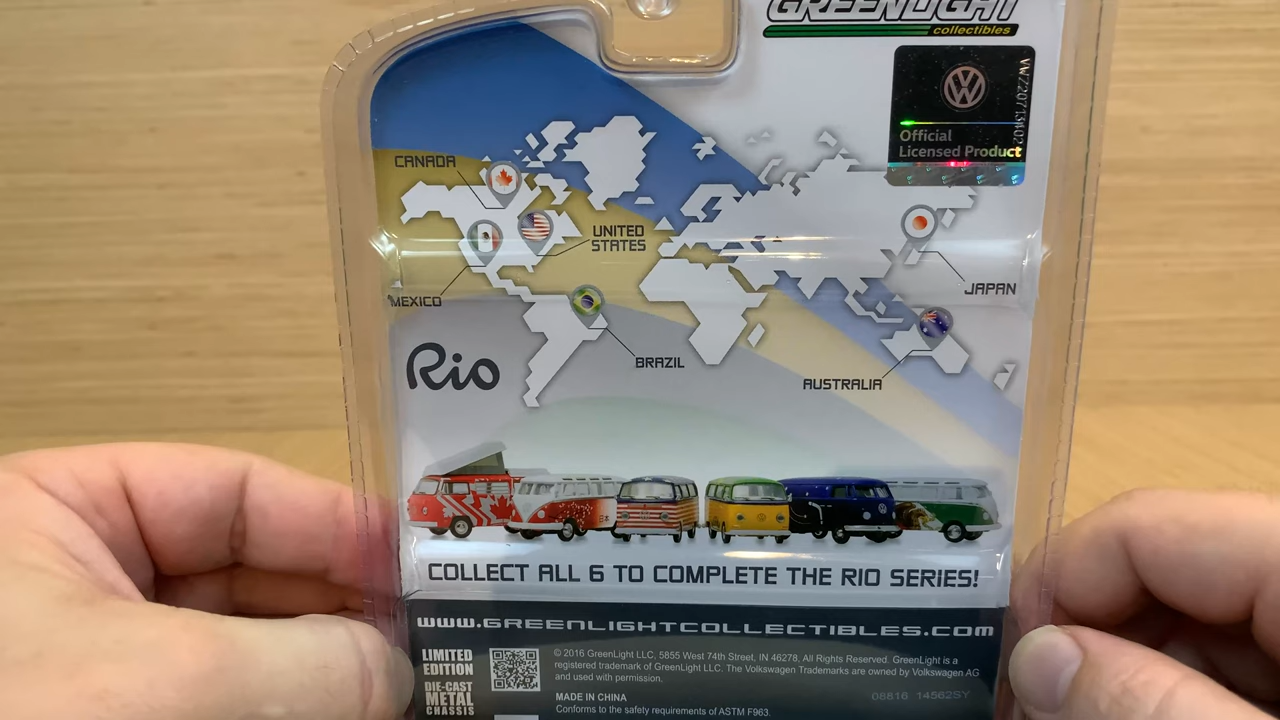 GREENLIGHT
collectibles
VW
Official
Licensed Product
CANADA
UNITED
STATES
MEXICO
JAPAN
BRAZIL
AUSTRALIA
Rio
COLLECT ALL 6 TO COMPLETE THE RIO SERIES!
WWW.GREENLIGHTCOLLECTIBLES.COM
LIMITED
EDITION
DIE-CAST
METAL
CHASSIS
© 2016 GreenLight LLC, 5855 West 74th Street, IN 46278, All Rights Reserved. GreenLight is a
registered trademark of GreenLight LLC. The Volkswagen Trademarks are owned by Volkswagen AG
and used with permission.
08816 14562SY
MADE IN CHINA
Conforms to the safety requirements of ASTM F963.